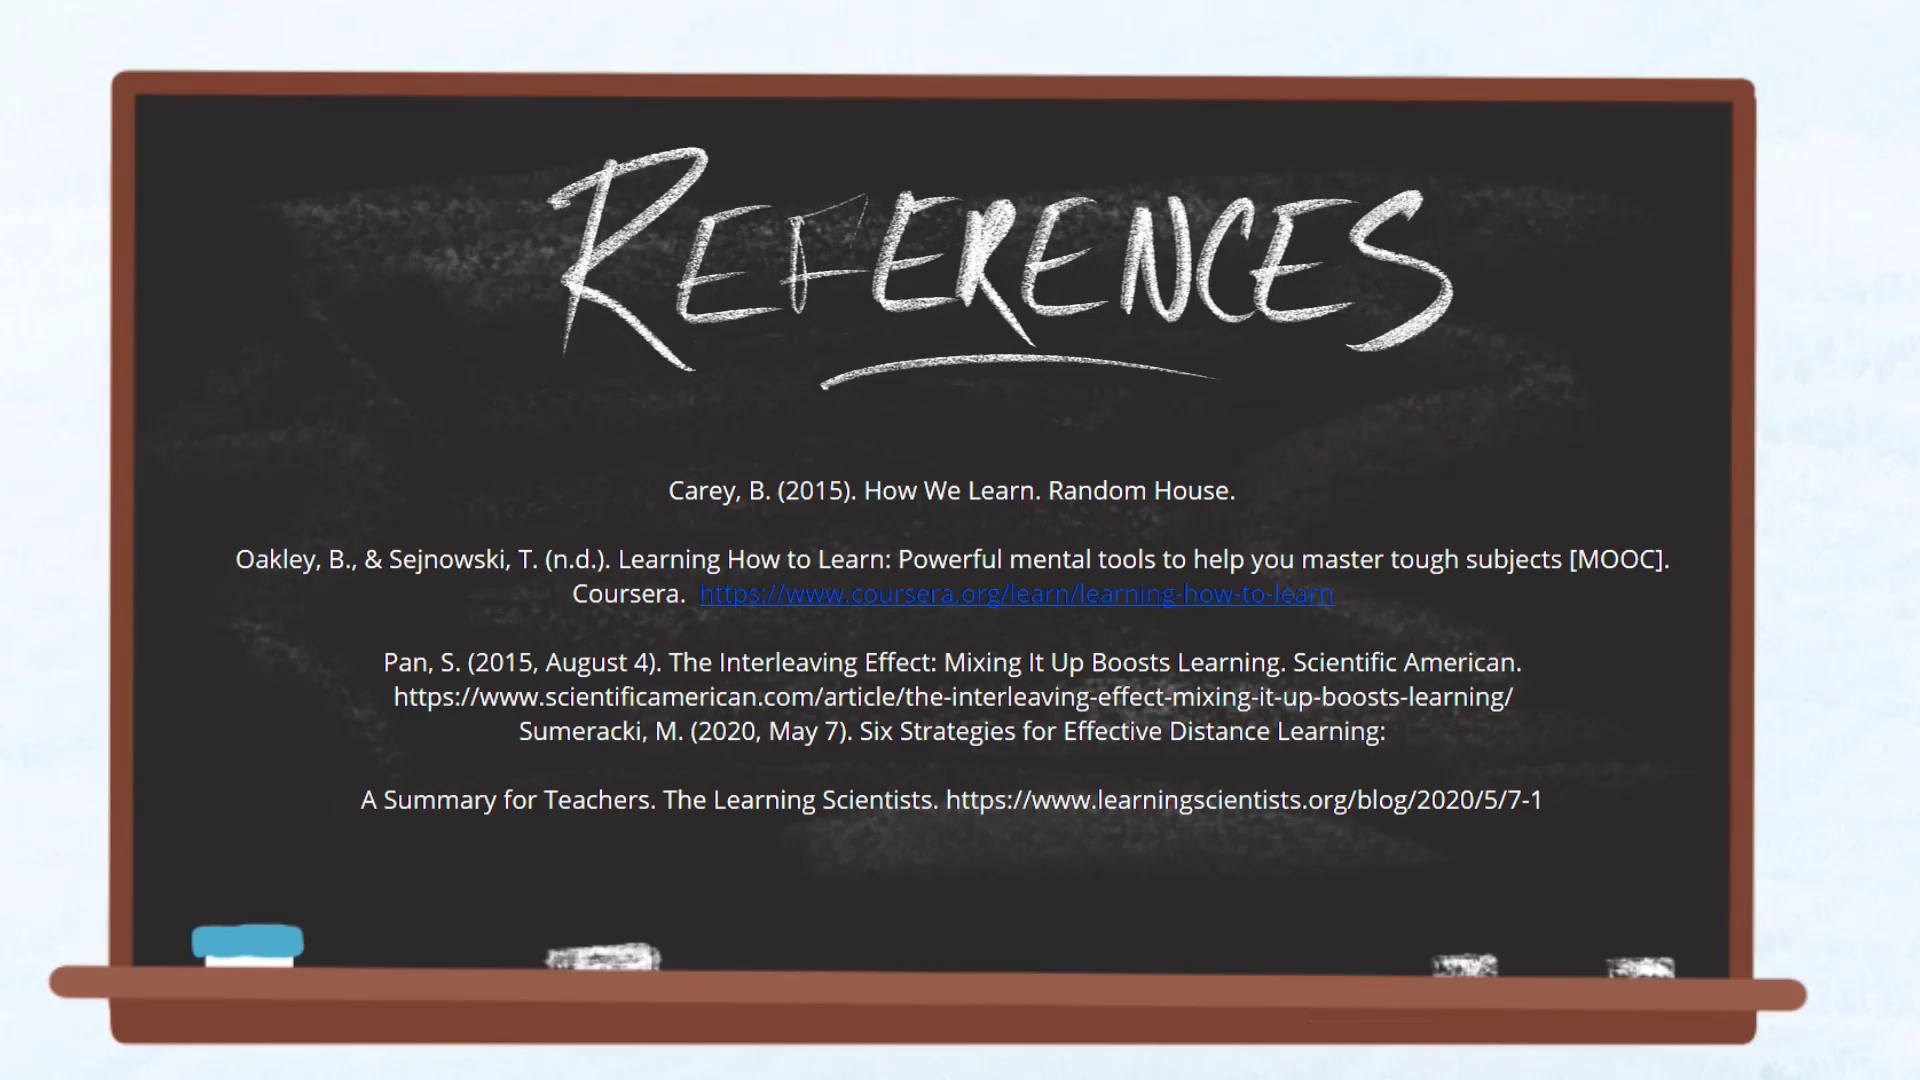 REFERENCES
Carey, B. (2015). How We Learn. Random House.
Oakley, B., & Sejnowski, T. (n.d.). Learning How to Learn: Powerful mental tools to help you master tough subjects [MOOC].
Coursera. https://www.coursera.org/learn/learning-how-to-learn
Pan, S. (2015, August 4). The Interleaving Effect: Mixing It Up Boosts Learning. Scientific American.
https://www.scientificamerican.com/article/the-interleaving-effect-mixing-it-up-boosts-learning/
Sumeracki, M. (2020, May 7). Six Strategies for Effective Distance Learning:
A Summary for Teachers. The Learning Scientists. https://www.learningscientists.org/blog/2020/5/7-1